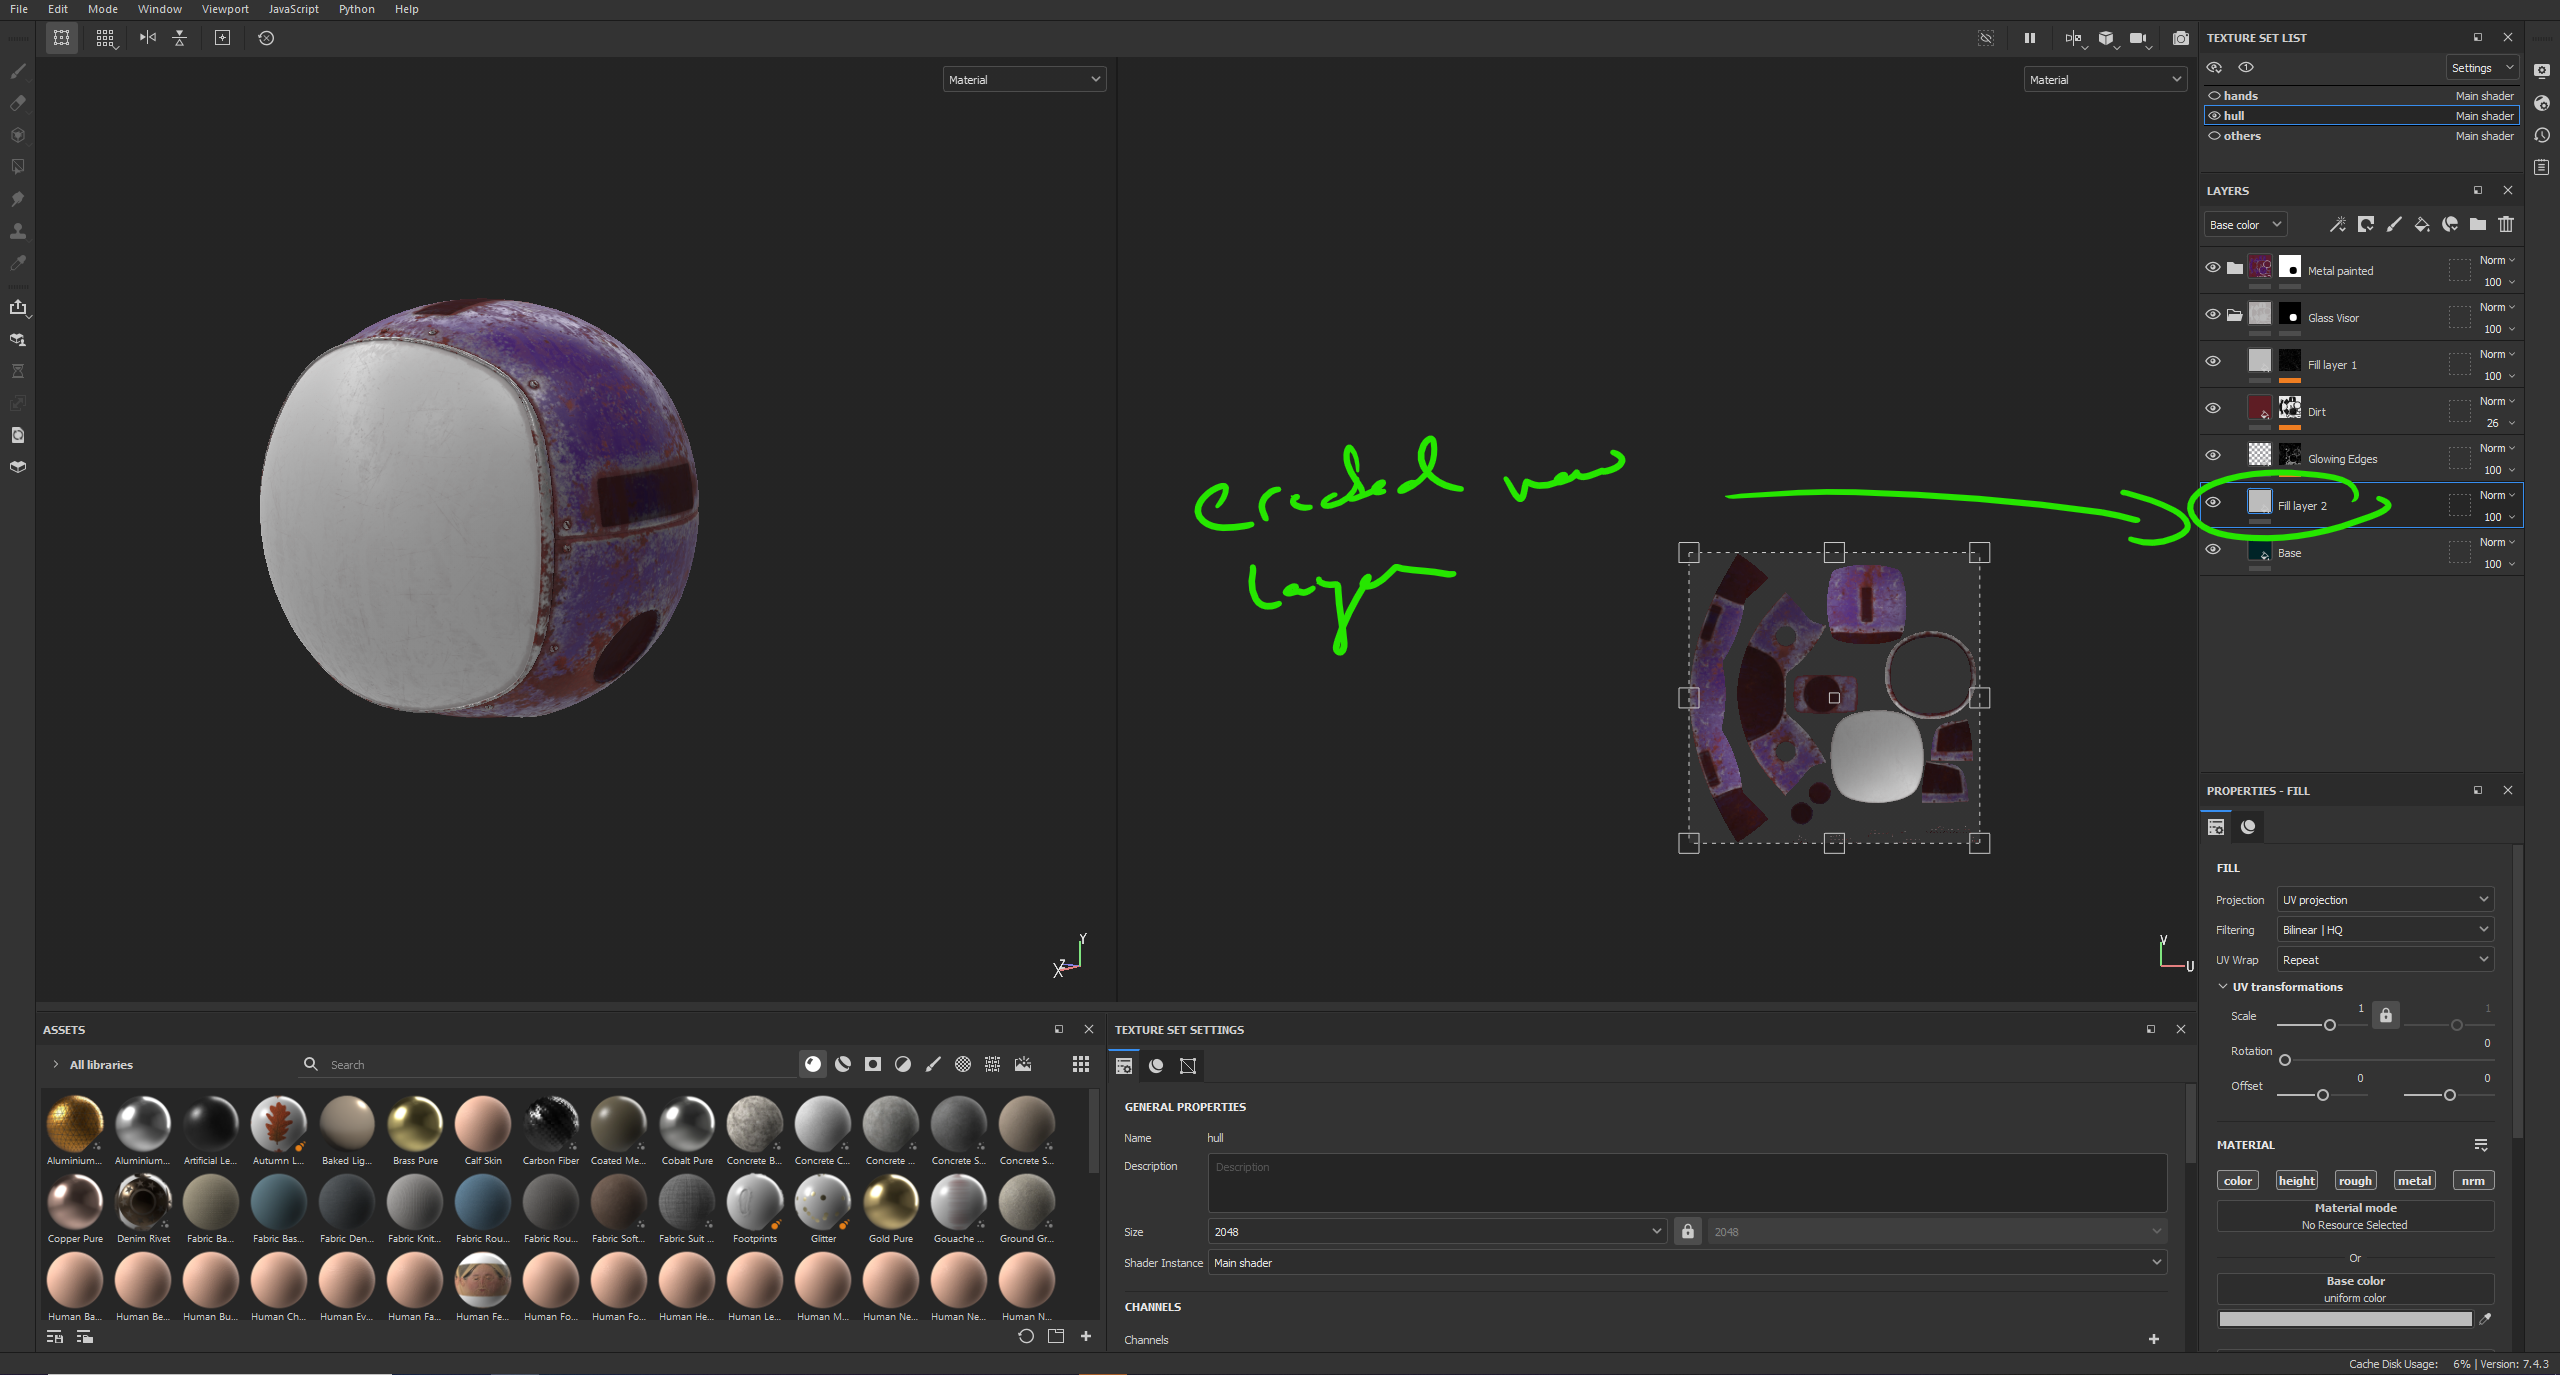 File Edit Mode Window Viewport JavaScript Python Help
Material
Material
created new
layer
Y
Z
X
V
U
TEXTURE SET LIST
Settings
hands Main shader
hull Main shader
others Main shader
LAYERS
Base color
Metal painted Norm 100
Glass Visor Norm 100
Fill layer 1 Norm 100
Dirt Norm 26
Glowing Edges Norm 100
Fill layer 2 Norm 100
Base Norm 100
PROPERTIES - FILL
FILL
Projection UV projection
Filtering Bilinear | HQ
UV Wrap Repeat
UV transformations
Scale 1 1
Rotation 0
Offset 0 0
MATERIAL
color height rough metal nrm
Material mode
No Resource Selected
Or
Base color
uniform color
ASSETS
All libraries Search
Aluminium... Aluminium... Artificial Le... Autumn L... Baked Lig... Brass Pure Calf Skin Carbon Fiber Coated Me... Cobalt Pure Concrete B... Concrete C... Concrete ... Concrete S... Concrete S...
Copper Pure Denim Rivet Fabric Ba... Fabric Bas... Fabric Den... Fabric Knit... Fabric Rou... Fabric Rou... Fabric Soft... Fabric Suit ... Footprints Glitter Gold Pure Gouache ... Ground Gr...
Human Ba... Human Be... Human Bu... Human Ch... Human Ev... Human Fa... Human Fe... Human Fo... Human Fo... Human He... Human Le... Human M... Human Ne... Human Ne... Human N...
TEXTURE SET SETTINGS
GENERAL PROPERTIES
Name hull
Description Description
Size 2048 2048
Shader Instance Main shader
CHANNELS
Channels
Cache Disk Usage: 6% | Version: 7.4.3